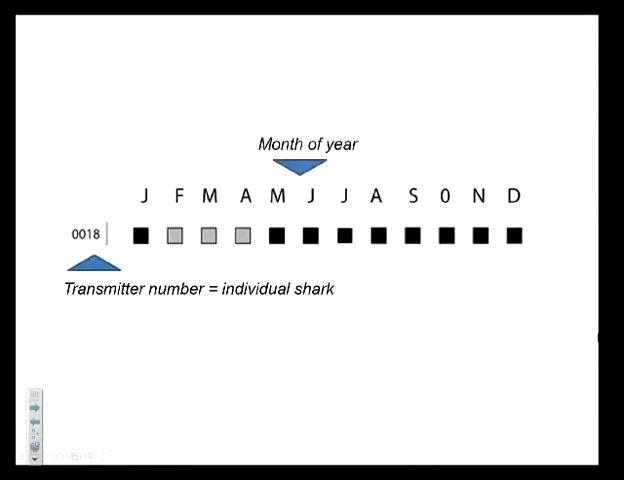 Month of year
J F M A M J J A S 0 N D
0018
Transmitter number = individual shark